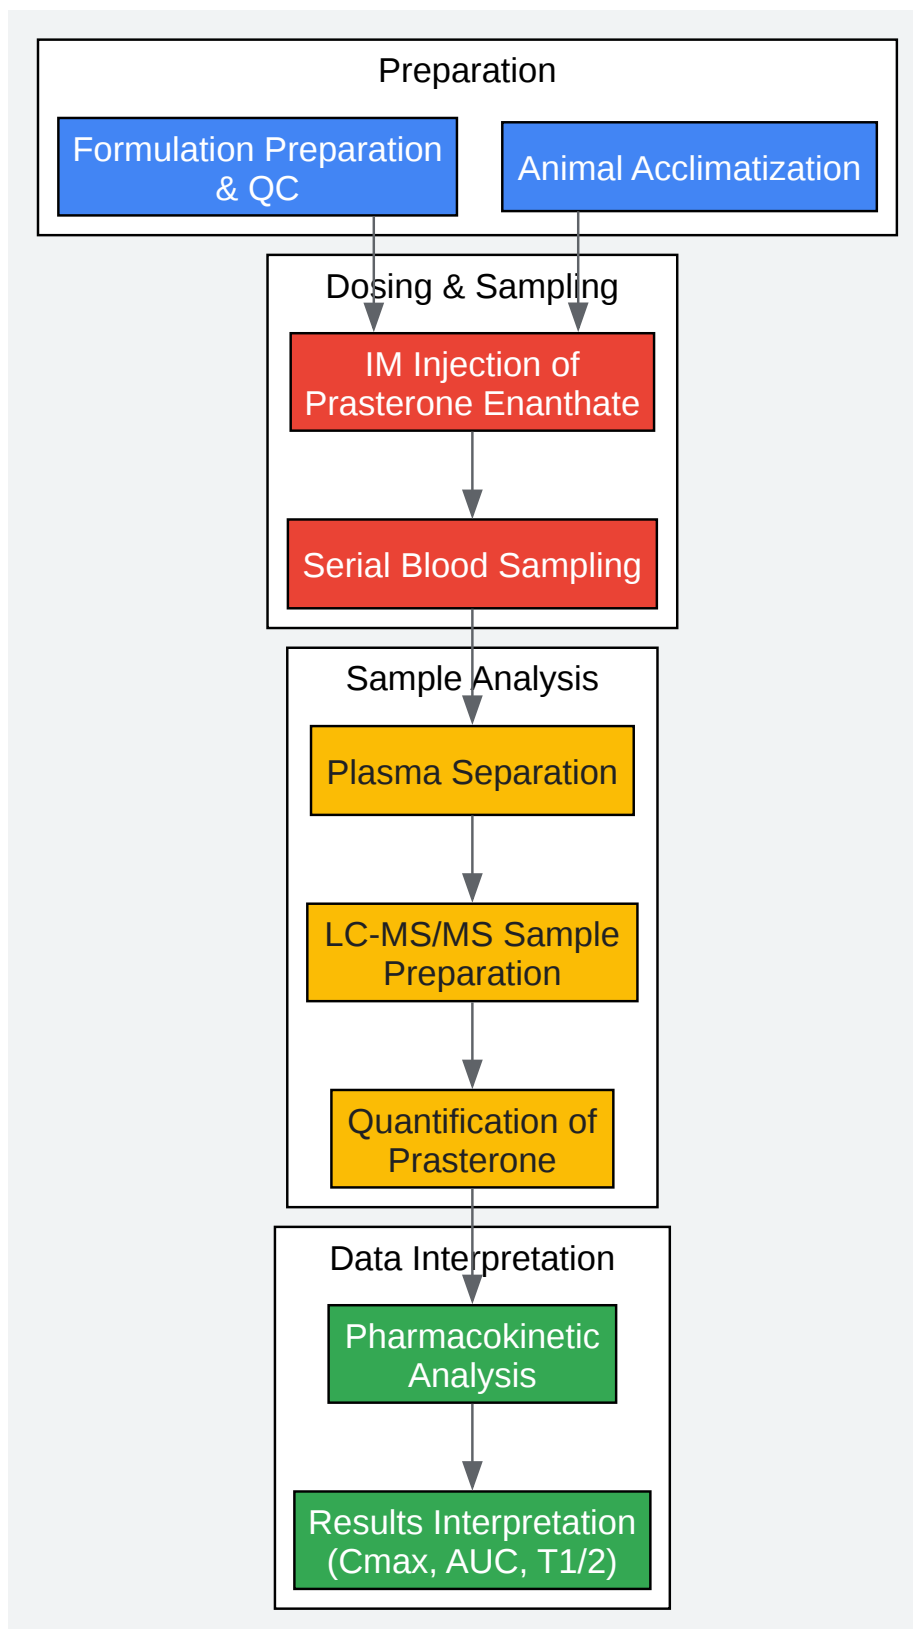 Preparation
Formulation Preparation
& QC
Animal Acclimatization
Dosing & Sampling
IM Injection of
Prasterone Enanthate
Serial Blood Sampling
Sample Analysis
Plasma Separation
LC-MS/MS Sample
Preparation
Quantification of
Prasterone
Data Interpretation
Pharmacokinetic
Analysis
Results Interpretation
(Cmax, AUC, T1/2)